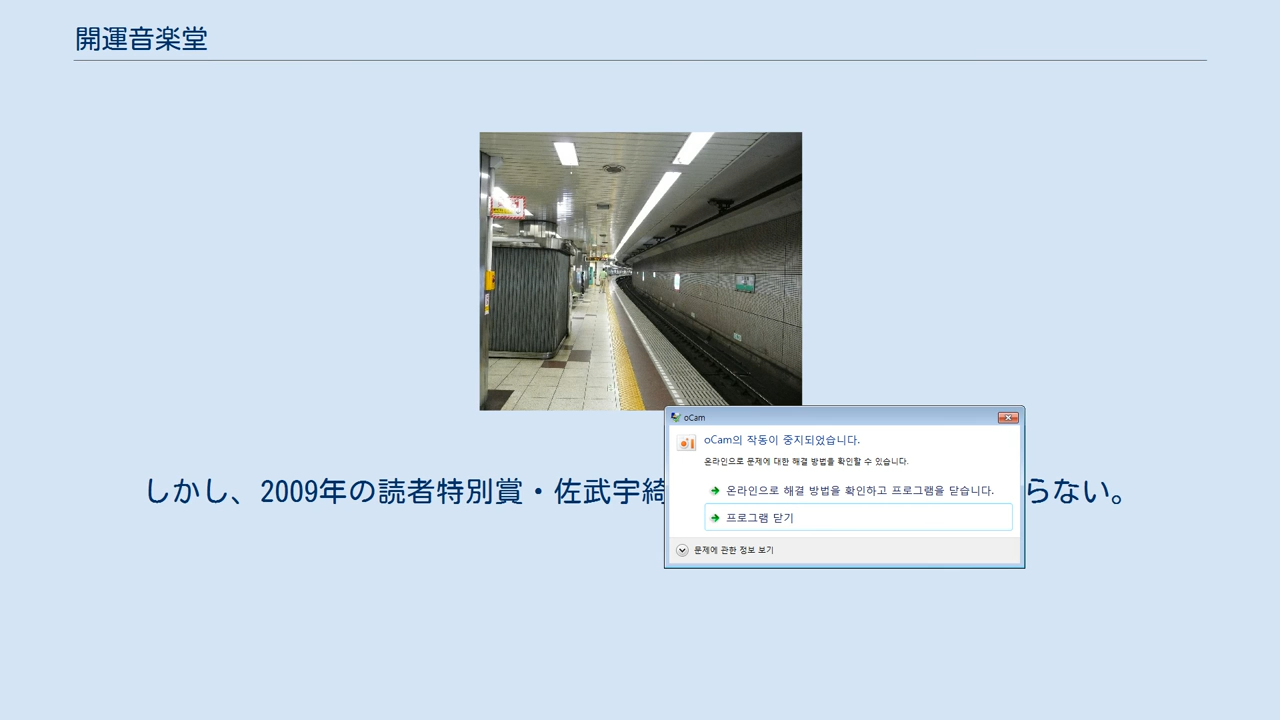 開運音楽堂
oCam
oCam의 작동이 중지되었습니다.
온라인으로 문제에 대한 해결 방법을 확인할 수 있습니다.
しかし、2009年の読者特別賞・佐武宇綺
らない。
온라인으로 해결 방법을 확인하고 프로그램을 닫습니다.
프로그램 닫기
문제에 관한 정보 보기